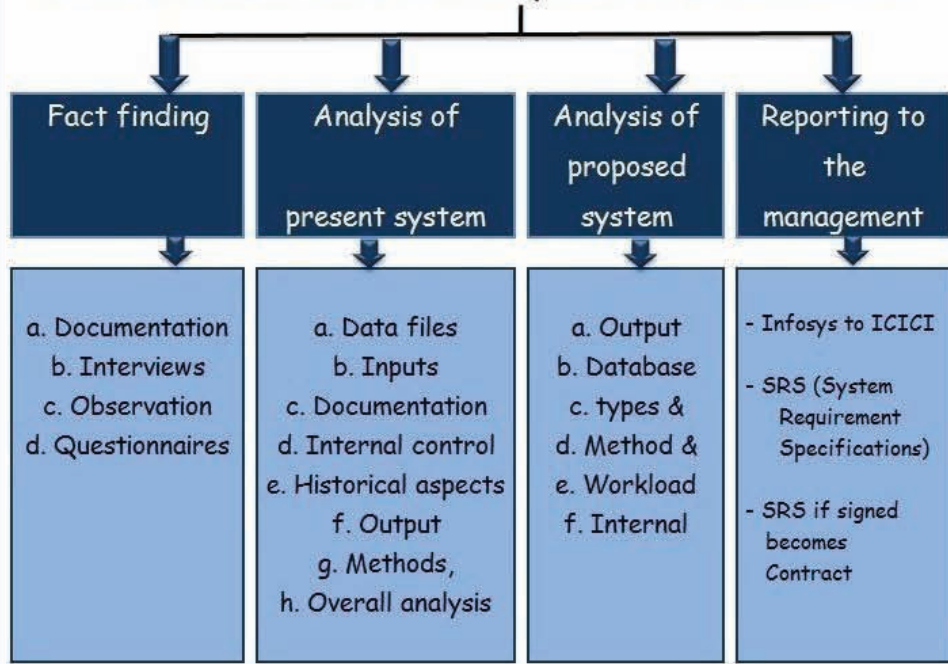 Fact finding
Analysis of
present system
Analysis of
proposed
system
Reporting to
the
management
a. Documentation
b. Interviews
c. Observation
d. Questionnaires
a. Data files
b. Inputs
c. Documentation
d. Internal control
e. Historical aspects
f. Output
g. Methods,
h. Overall analysis
a. Output
b. Database
c. types &
d. Method &
e. Workload
f. Internal
- Infosys to ICICI
- SRS (System
Requirement
Specifications)
- SRS if signed
becomes
Contract